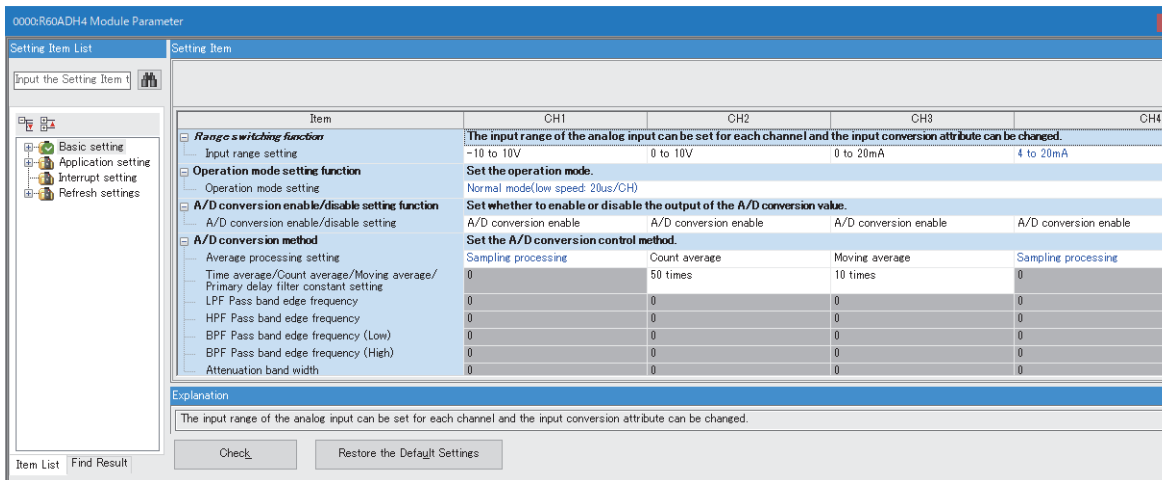 0000:R60ADH4 Module Parameter
Setting Item List
Input the Setting Item t
Basic setting
Application setting
Interrupt setting
Refresh settings
Item List Find Result
Setting Item
Item CH1 CH2 CH3 CH4
Range switching function The input range of the analog input can be set for each channel and the input conversion attribute can be changed.
Input range setting -10 to 10V 0 to 10V 0 to 20mA 4 to 20mA
Operation mode setting function Set the operation mode.
Operation mode setting Normal mode(low speed: 20us/CH)
A/D conversion enable/disable setting function Set whether to enable or disable the output of the A/D conversion value.
A/D conversion enable/disable setting A/D conversion enable A/D conversion enable A/D conversion enable A/D conversion enable
A/D conversion method Set the A/D conversion control method.
Average processing setting Sampling processing Count average Moving average Sampling processing
Time average/Count average/Moving average/ 0 50 times 10 times 0
Primary delay filter constant setting
LPF Pass band edge frequency 0 0 0 0
HPF Pass band edge frequency 0 0 0 0
BPF Pass band edge frequency (Low) 0 0 0 0
BPF Pass band edge frequency (High) 0 0 0 0
Attenuation band width 0 0 0 0
Explanation
The input range of the analog input can be set for each channel and the input conversion attribute can be changed.
Check Restore the Default Settings